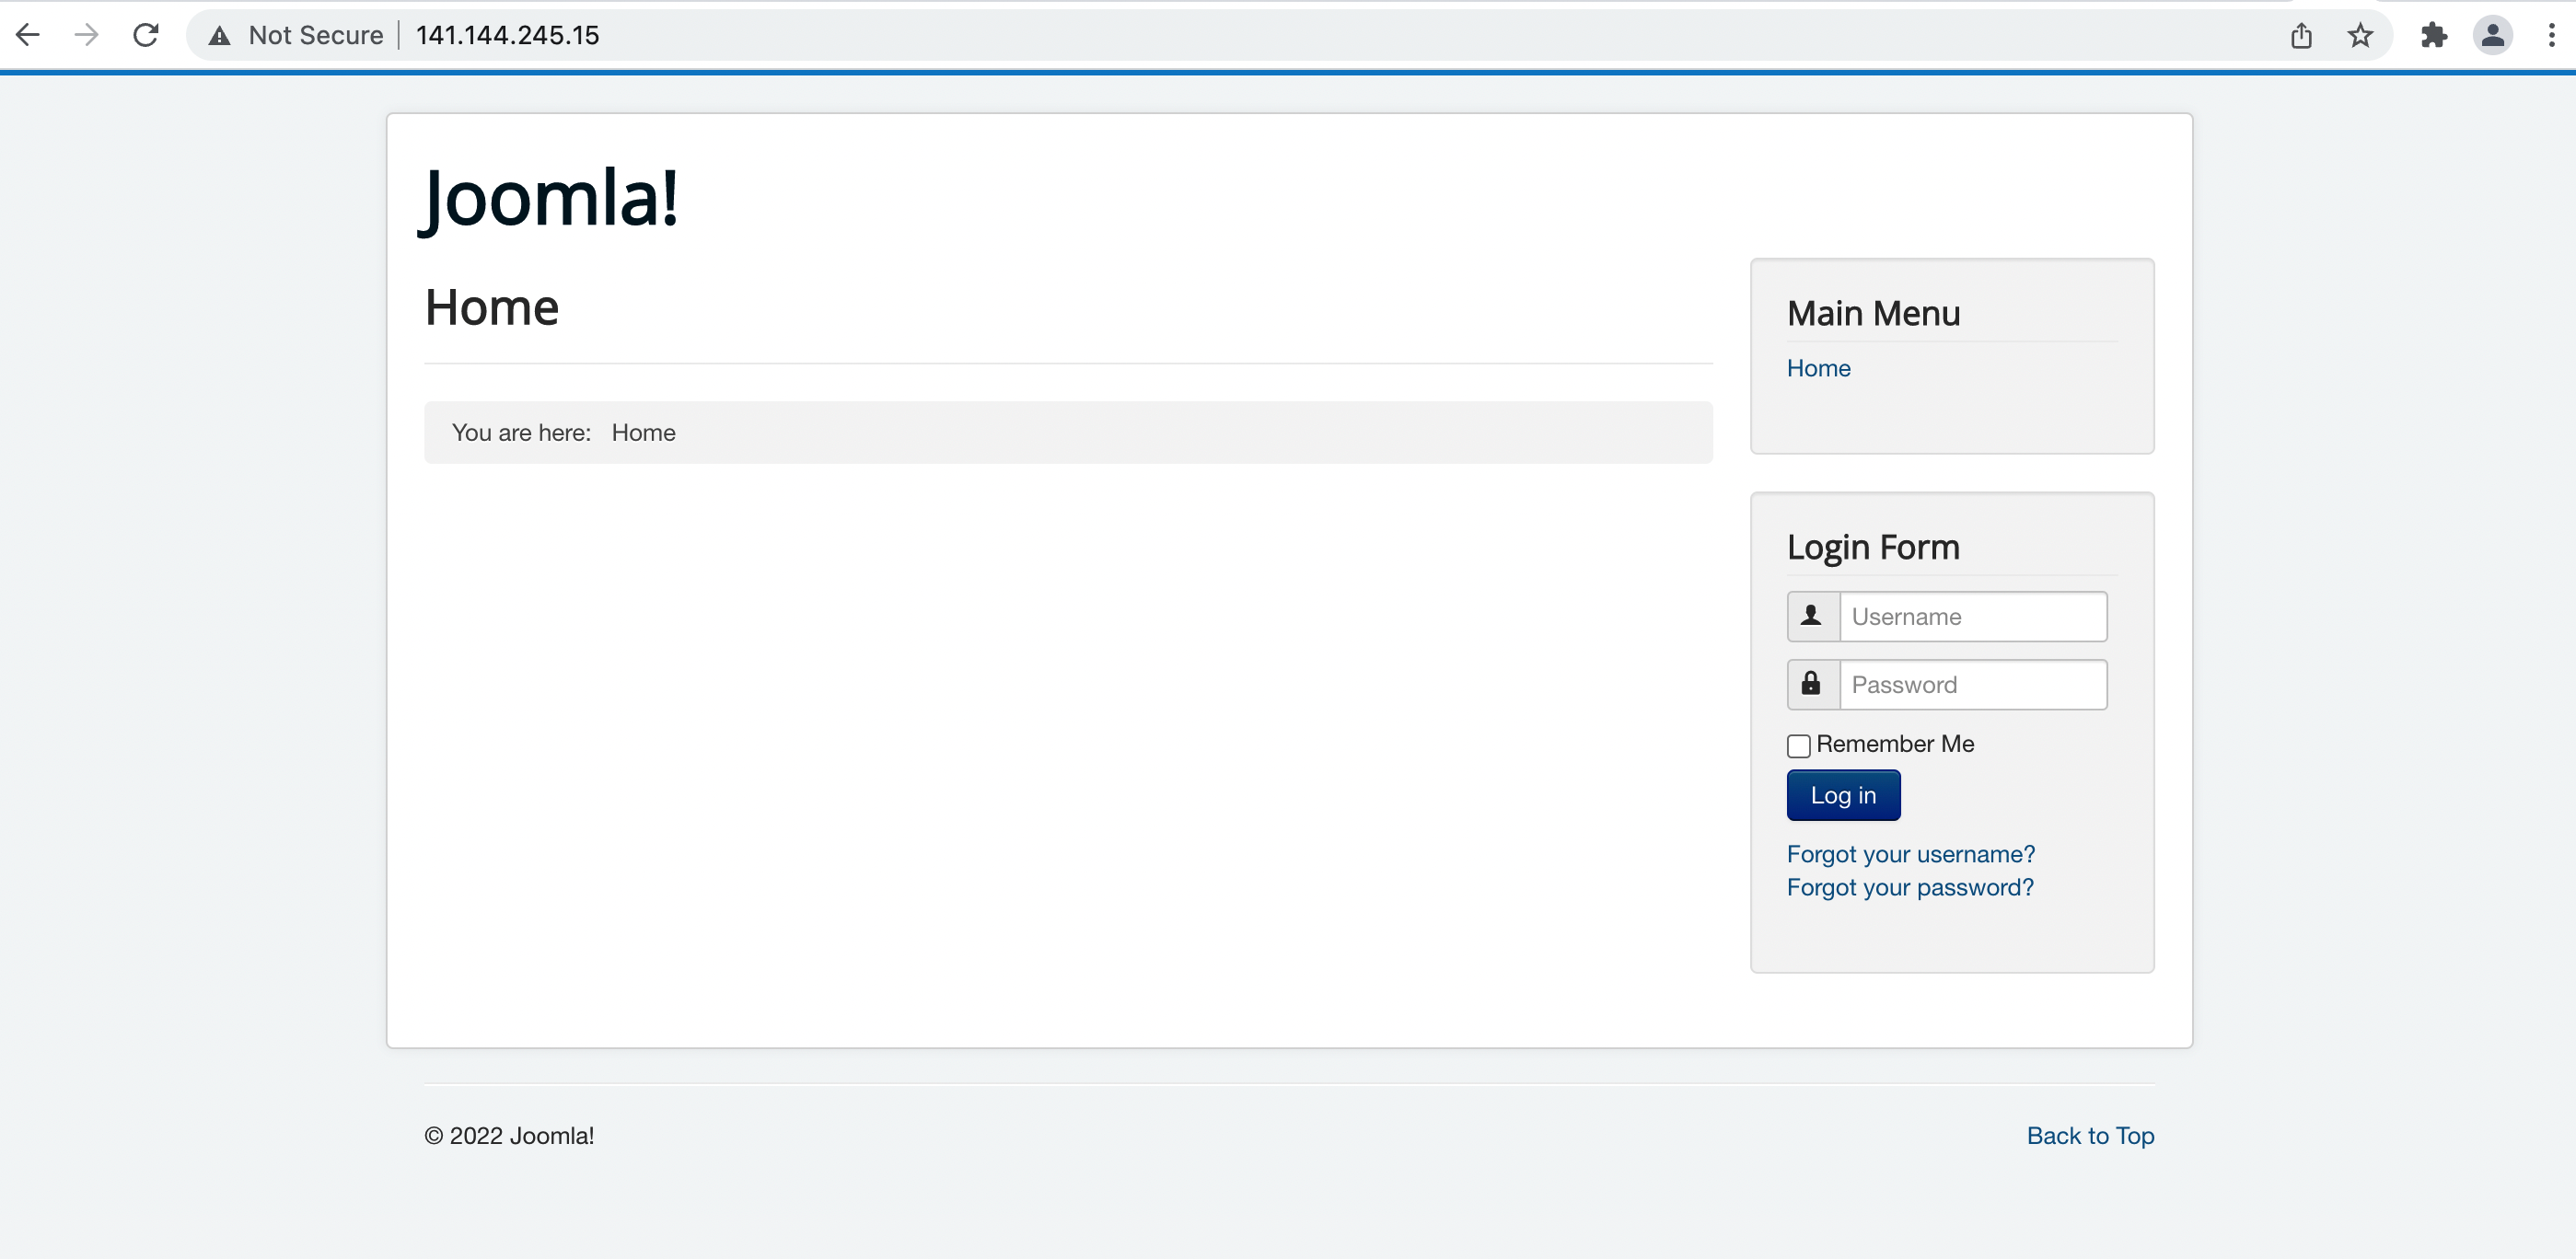 Not Secure 141.144.245.15
Joomla!
Home
You are here: Home
Main Menu
Home
Login Form
Username
Password
Remember Me
Log in
Forgot your username?
Forgot your password?
© 2022 Joomla!
Back to Top